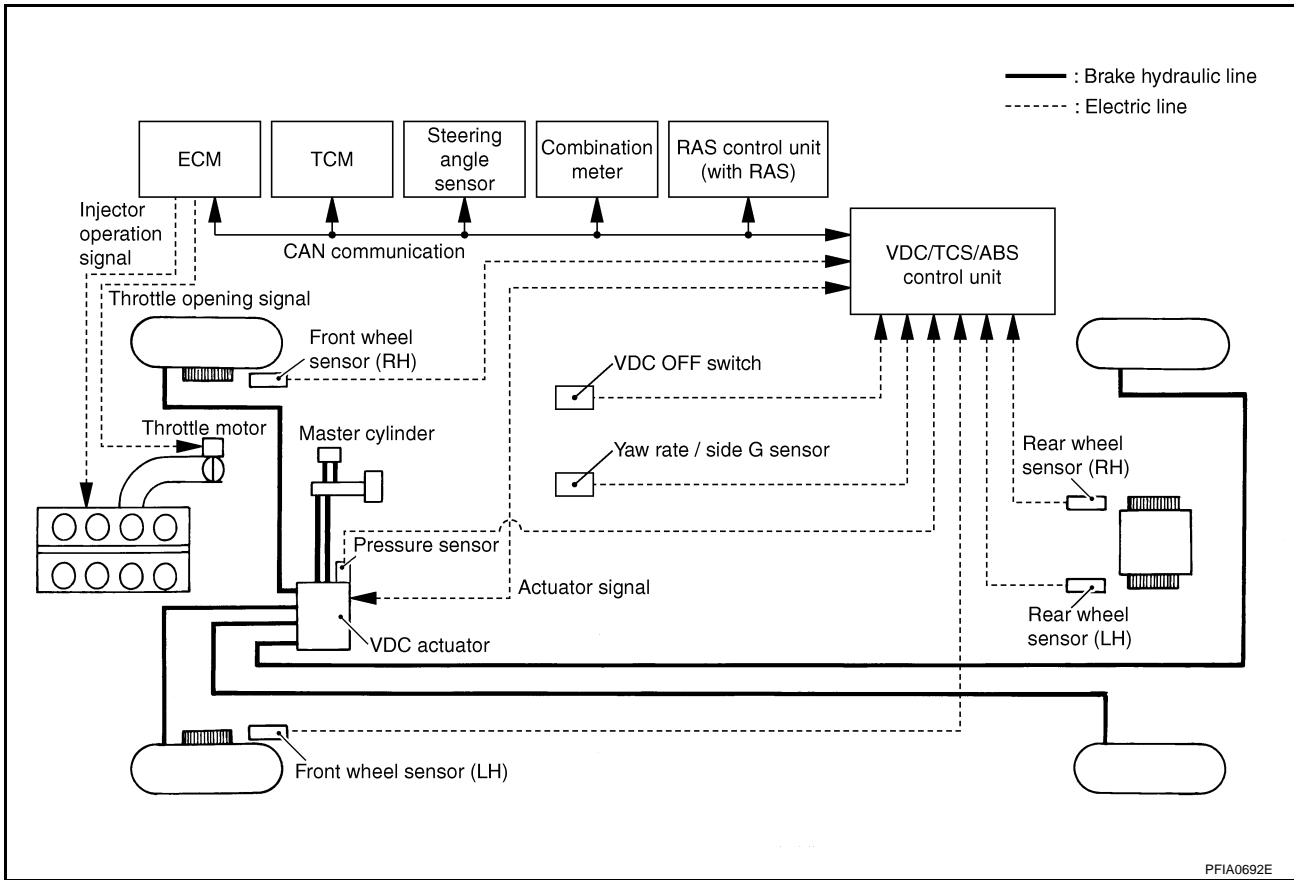 : Brake hydraulic line
: Electric line
ECM
TCM
Steering
angle
sensor
Combination
meter
RAS control unit
(with RAS)
Injector
operation
signal
CAN communication
VDC/TCS/ABS
control unit
Throttle opening signal
Front wheel
sensor (RH)
VDC OFF switch
Throttle motor
Master cylinder
Yaw rate / side G sensor
Rear wheel
sensor (RH)
Pressure sensor
Actuator signal
Rear wheel
sensor (LH)
VDC actuator
Front wheel sensor (LH)
PFIA0692E